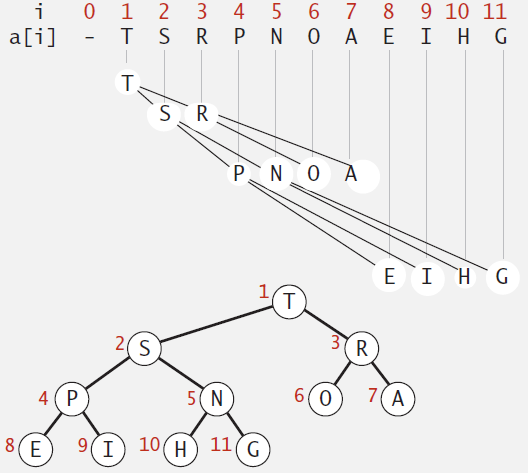 i 0 1 2 3 4 5 6 7 8 9 10 11
a[i] - T S R P N O A E I H G
T
S R
P N O A
E I H G
1 T
2 S 3 R
4 P 5 N 6 O 7 A
8 E 9 I 10 H 11 G